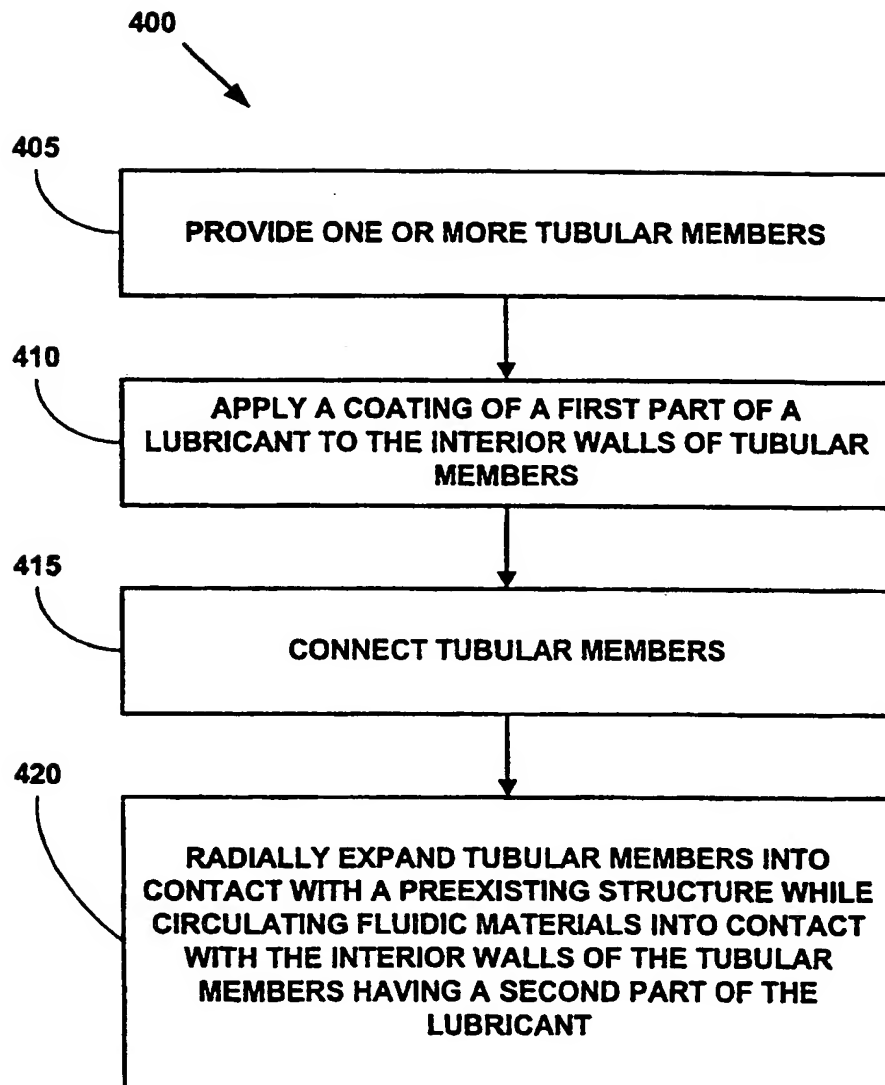 400
405
PROVIDE ONE OR MORE TUBULAR MEMBERS
410
APPLY A COATING OF A FIRST PART OF A
LUBRICANT TO THE INTERIOR WALLS OF TUBULAR
MEMBERS
415
CONNECT TUBULAR MEMBERS
420
RADIALLY EXPAND TUBULAR MEMBERS INTO
CONTACT WITH A PREEXISTING STRUCTURE WHILE
CIRCULATING FLUIDIC MATERIALS INTO CONTACT
WITH THE INTERIOR WALLS OF THE TUBULAR
MEMBERS HAVING A SECOND PART OF THE
LUBRICANT